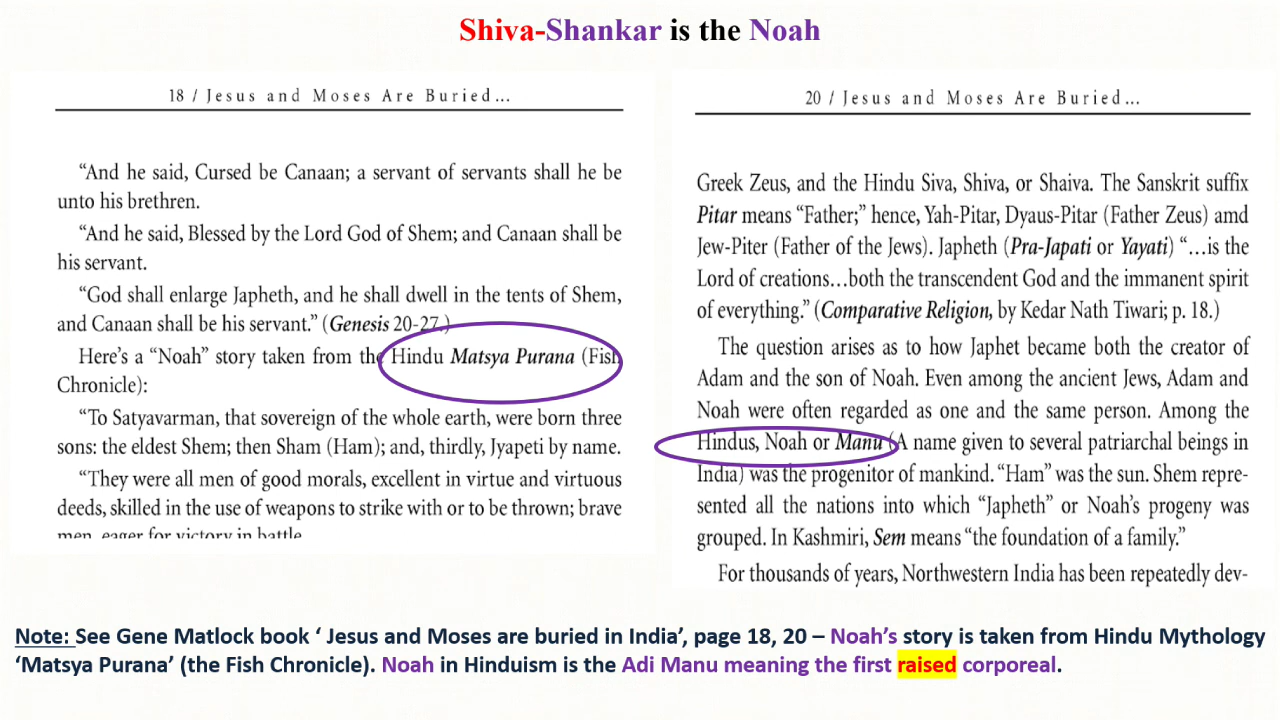 Shiva-Shankar is the Noah
18 / Jesus and Moses Are Buried...
“And he said, Cursed be Canaan; a servant of servants shall he be
unto his brethren.
“And he said, Blessed by the Lord God of Shem; and Canaan shall be
his servant.
“God shall enlarge Japheth, and he shall dwell in the tents of Shem,
and Canaan shall be his servant.” (Genesis 20-27.)
Here’s a “Noah” story taken from the Hindu Matsya Purana (Fish
Chronicle):
“To Satyavarman, that sovereign of the whole earth, were born three
sons: the eldest Shem; then Sham (Ham); and, thirdly, Jyapeti by name.
“They were all men of good morals, excellent in virtue and virtuous
deeds, skilled in the use of weapons to strike with or to be thrown; brave
men, eager for victory in battle.
20 / Jesus and Moses Are Buried...
Greek Zeus, and the Hindu Siva, Shiva, or Shaiva. The Sanskrit suffix
Pitar means “Father;” hence, Yah-Pitar, Dyaus-Pitar (Father Zeus) amd
Jew-Piter (Father of the Jews). Japheth (Pra-Japati or Yayati) “…is the
Lord of creations…both the transcendent God and the immanent spirit
of everything.” (Comparative Religion, by Kedar Nath Tiwari; p. 18.)
The question arises as to how Japhet became both the creator of
Adam and the son of Noah. Even among the ancient Jews, Adam and
Noah were often regarded as one and the same person. Among the
Hindus, Noah or Manu (A name given to several patriarchal beings in
India) was the progenitor of mankind. “Ham” was the sun. Shem repre-
sented all the nations into which “Japheth” or Noah’s progeny was
grouped. In Kashmiri, Sem means “the foundation of a family.”
For thousands of years, Northwestern India has been repeatedly dev-
Note: See Gene Matlock book ‘ Jesus and Moses are buried in India’, page 18, 20 – Noah’s story is taken from Hindu Mythology
‘Matsya Purana’ (the Fish Chronicle). Noah in Hinduism is the Adi Manu meaning the first raised corporeal.